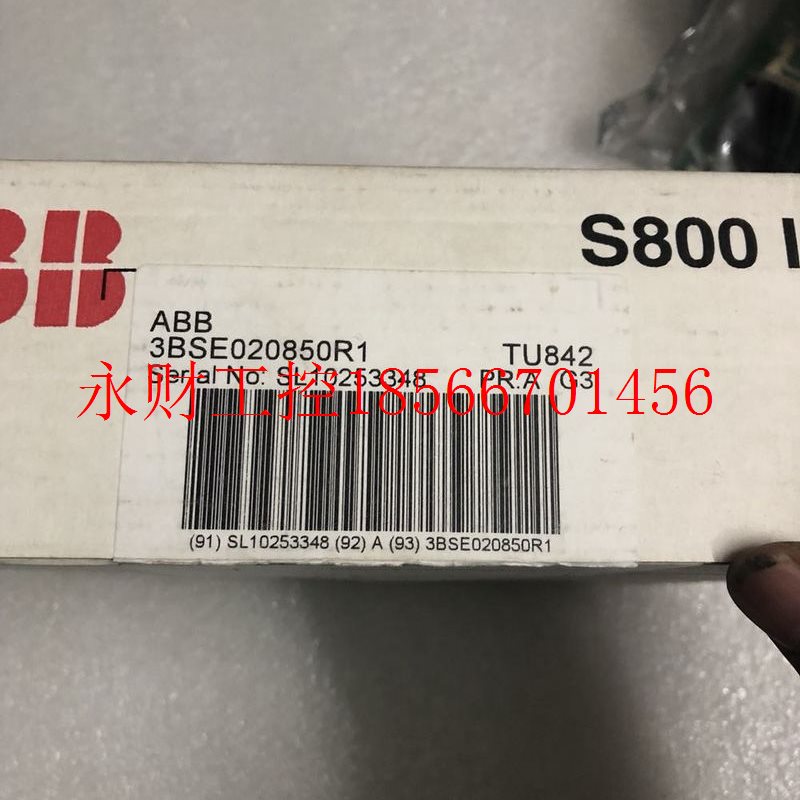 BB
S800 I
ABB
3BSE020850R1 TU842
Serial No: SL10253348 PR:A G3
永财工控18566701456
(91) SL10253348 (92) A (93) 3BSE020850R1